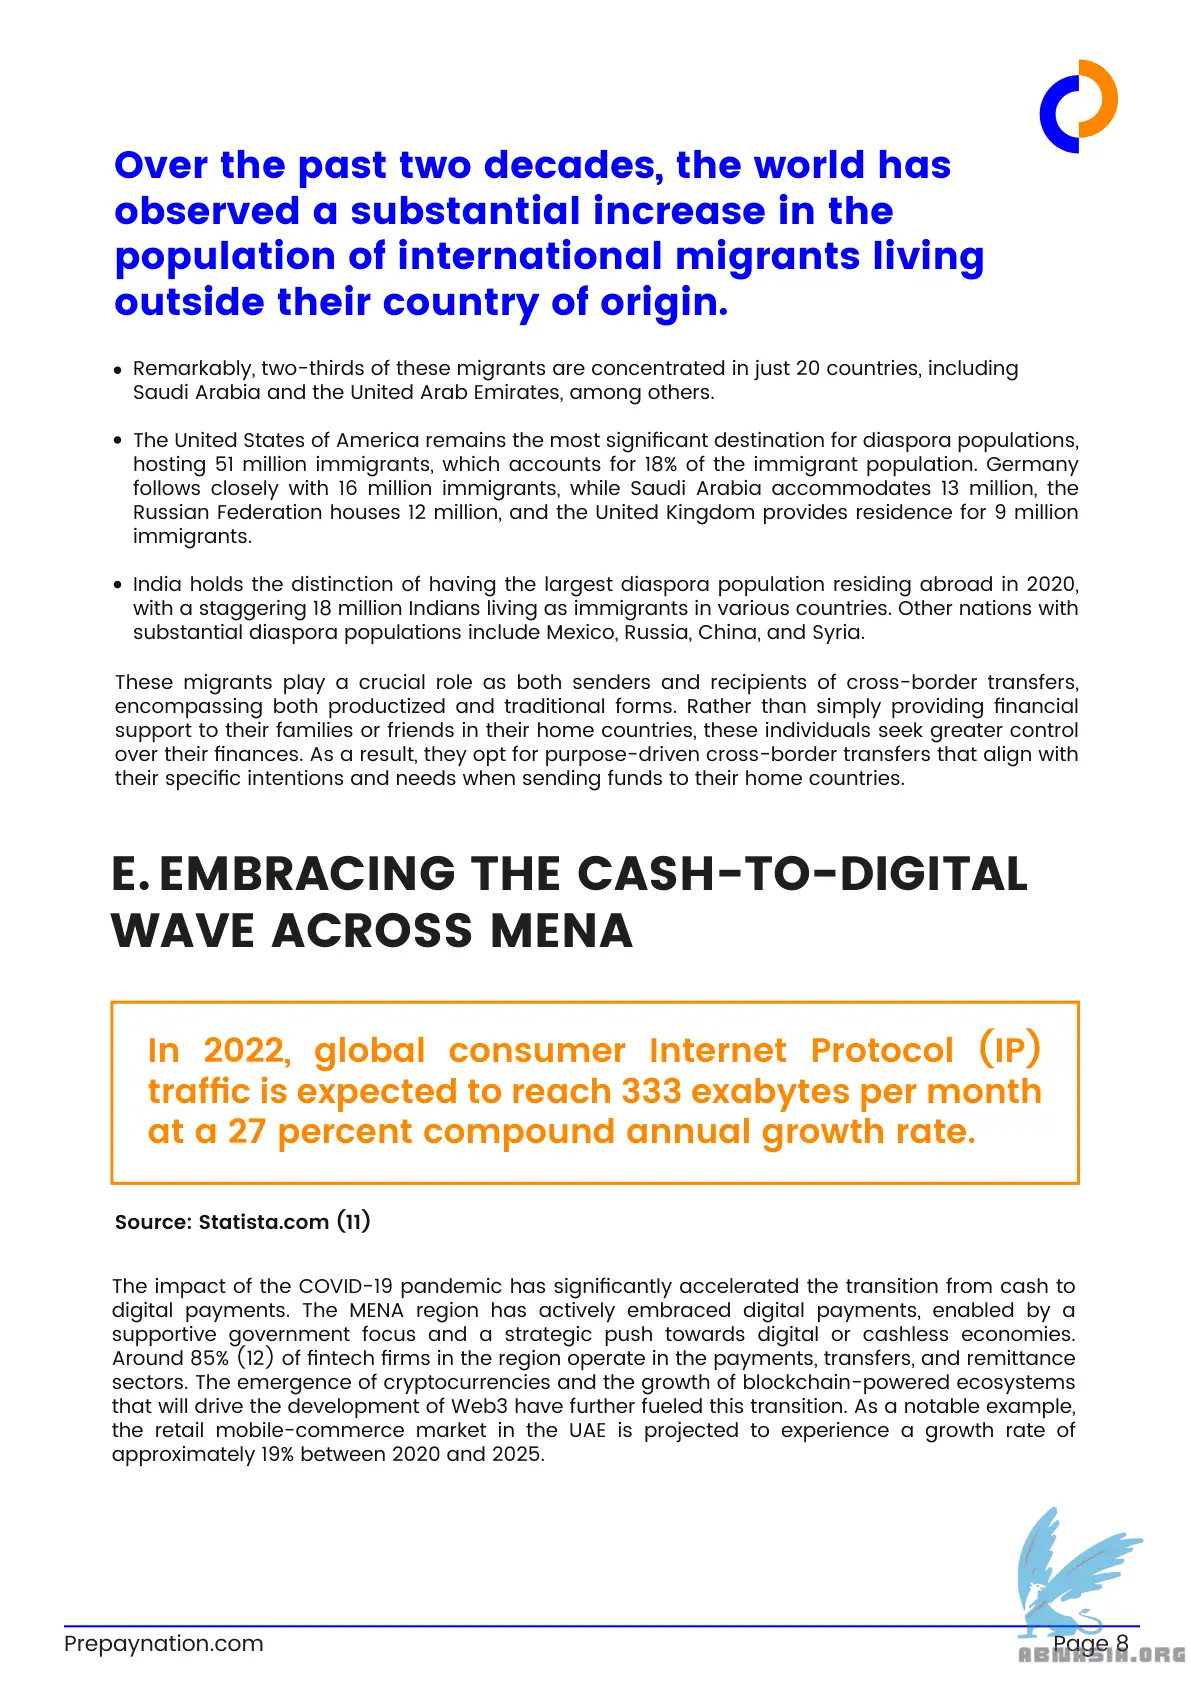 Over the past two decades, the world has
observed a substantial increase in the
population of international migrants living
outside their country of origin.
• Remarkably, two-thirds of these migrants are concentrated in just 20 countries, including
Saudi Arabia and the United Arab Emirates, among others.
• The United States of America remains the most significant destination for diaspora populations,
hosting 51 million immigrants, which accounts for 18% of the immigrant population. Germany
follows closely with 16 million immigrants, while Saudi Arabia accommodates 13 million, the
Russian Federation houses 12 million, and the United Kingdom provides residence for 9 million
immigrants.
• India holds the distinction of having the largest diaspora population residing abroad in 2020,
with a staggering 18 million Indians living as immigrants in various countries. Other nations with
substantial diaspora populations include Mexico, Russia, China, and Syria.
These migrants play a crucial role as both senders and recipients of cross-border transfers,
encompassing both productized and traditional forms. Rather than simply providing financial
support to their families or friends in their home countries, these individuals seek greater control
over their finances. As a result, they opt for purpose-driven cross-border transfers that align with
their specific intentions and needs when sending funds to their home countries.
E. EMBRACING THE CASH-TO-DIGITAL
WAVE ACROSS MENA
In 2022, global consumer Internet Protocol (IP)
traffic is expected to reach 333 exabytes per month
at a 27 percent compound annual growth rate.
Source: Statista.com (11)
The impact of the COVID-19 pandemic has significantly accelerated the transition from cash to
digital payments. The MENA region has actively embraced digital payments, enabled by a
supportive government focus and a strategic push towards digital or cashless economies.
Around 85% (12) of fintech firms in the region operate in the payments, transfers, and remittance
sectors. The emergence of cryptocurrencies and the growth of blockchain-powered ecosystems
that will drive the development of Web3 have further fueled this transition. As a notable example,
the retail mobile-commerce market in the UAE is projected to experience a growth rate of
approximately 19% between 2020 and 2025.
Prepaynation.com
Page 8
ABNASIA.ORG